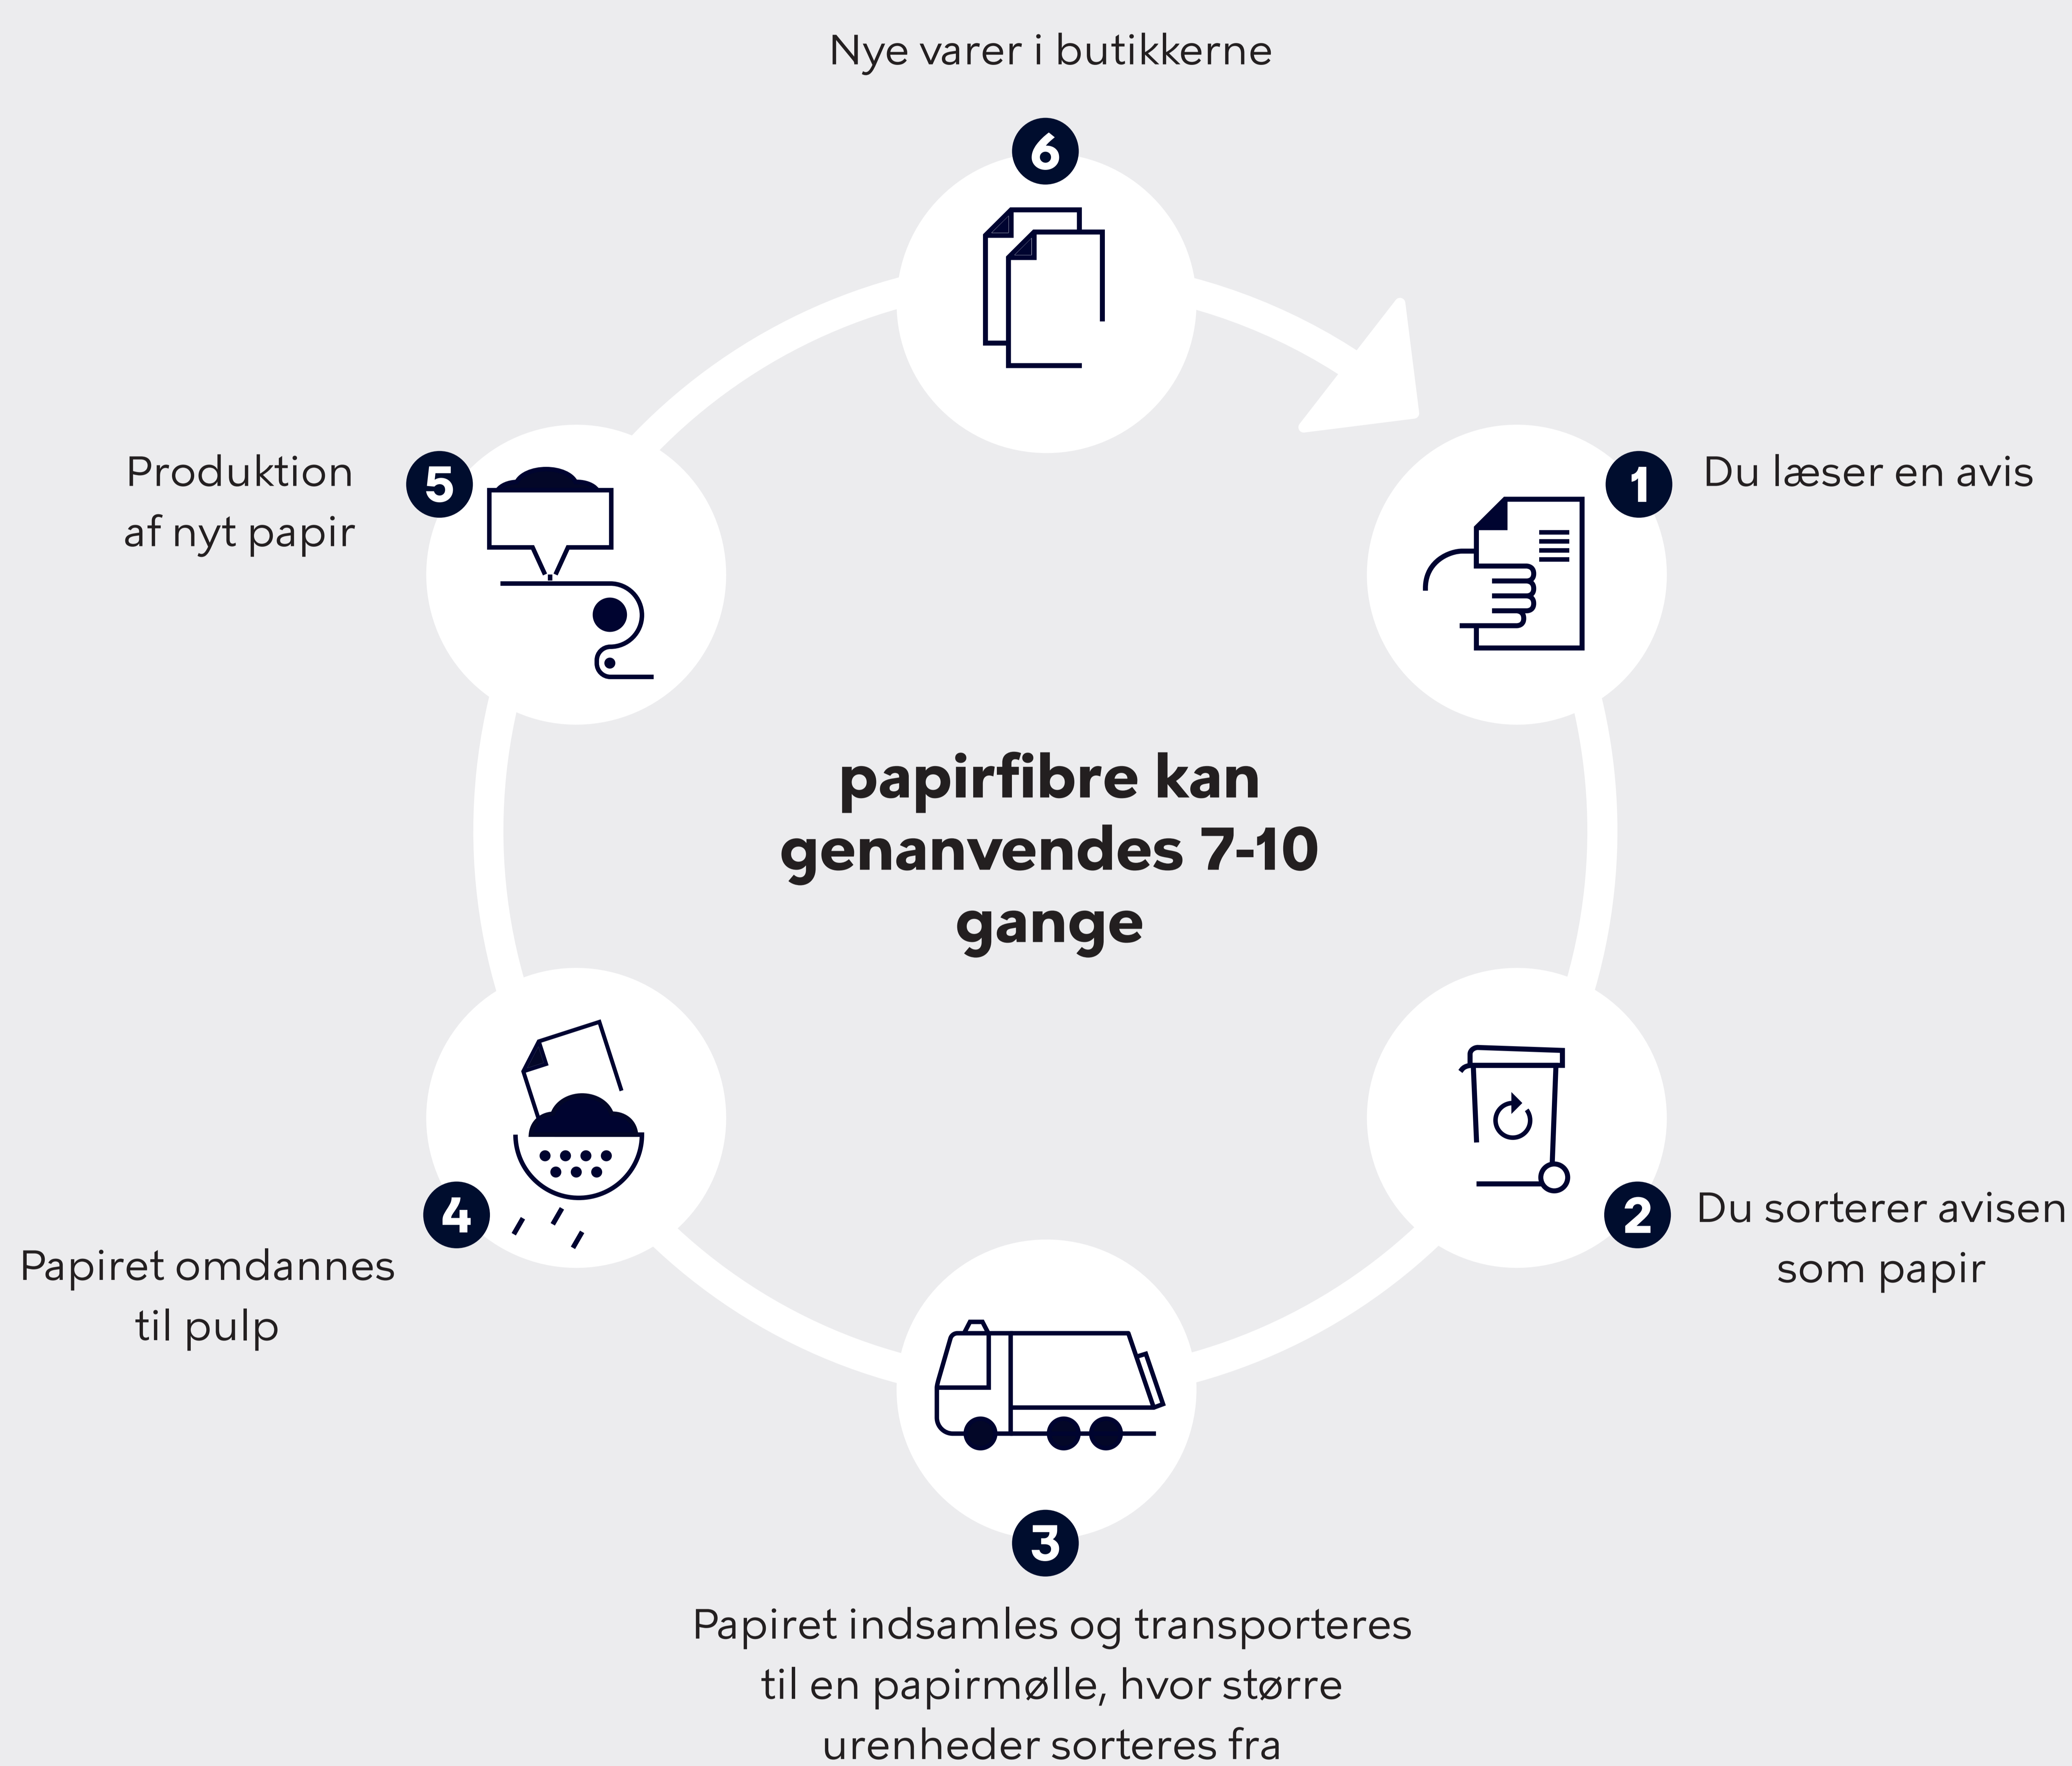 Nye varer i butikkerne
6
1
Du læser en avis
2
Du sorterer avisen
som papir
3
Papiret indsamles og transporteres
til en papirmølle, hvor større
urenheder sorteres fra
4
Papiret omdannes
til pulp
5
Produktion
af nyt papir
papirfibre kan
genanvendes 7-10
gange